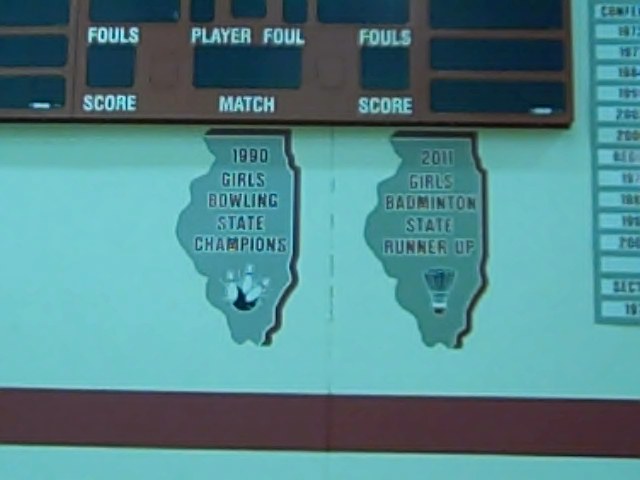 FOULS PLAYER FOUL FOULS
SCORE MATCH SCORE
1990
GIRLS
BOWLING
STATE
CHAMPIONS
2011
GIRLS
BADMINTON
STATE
RUNNER UP